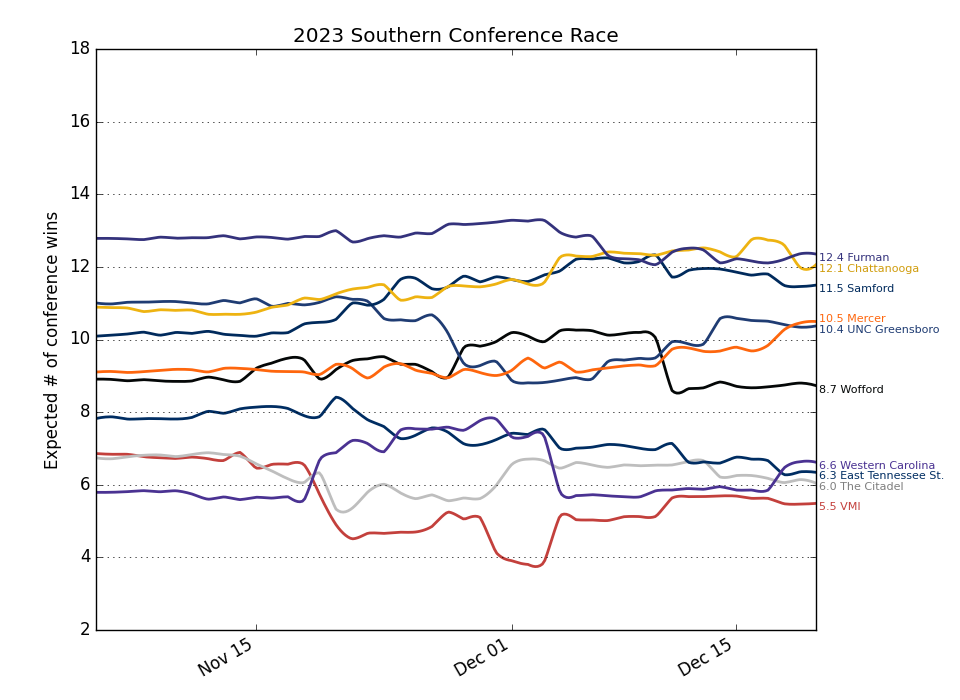 2023 Southern Conference Race
Expected # of conference wins
18
16
14
12
10
8
6
4
2
12.4 Furman
12.1 Chattanooga
11.5 Samford
10.5 Mercer
10.4 UNC Greensboro
8.7 Wofford
6.6 Western Carolina
6.3 East Tennessee St.
6.0 The Citadel
5.5 VMI
Nov 15
Dec 01
Dec 15